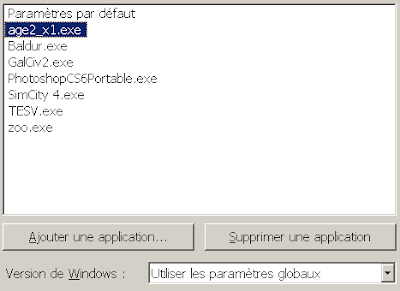 Paramètres par défaut
age2_x1.exe
Baldur.exe
GalCiv2.exe
PhotoshopCS6Portable.exe
SimCity 4.exe
TESV.exe
zoo.exe
Ajouter une application...
Supprimer une application
Version de Windows :
Utiliser les paramètres globaux